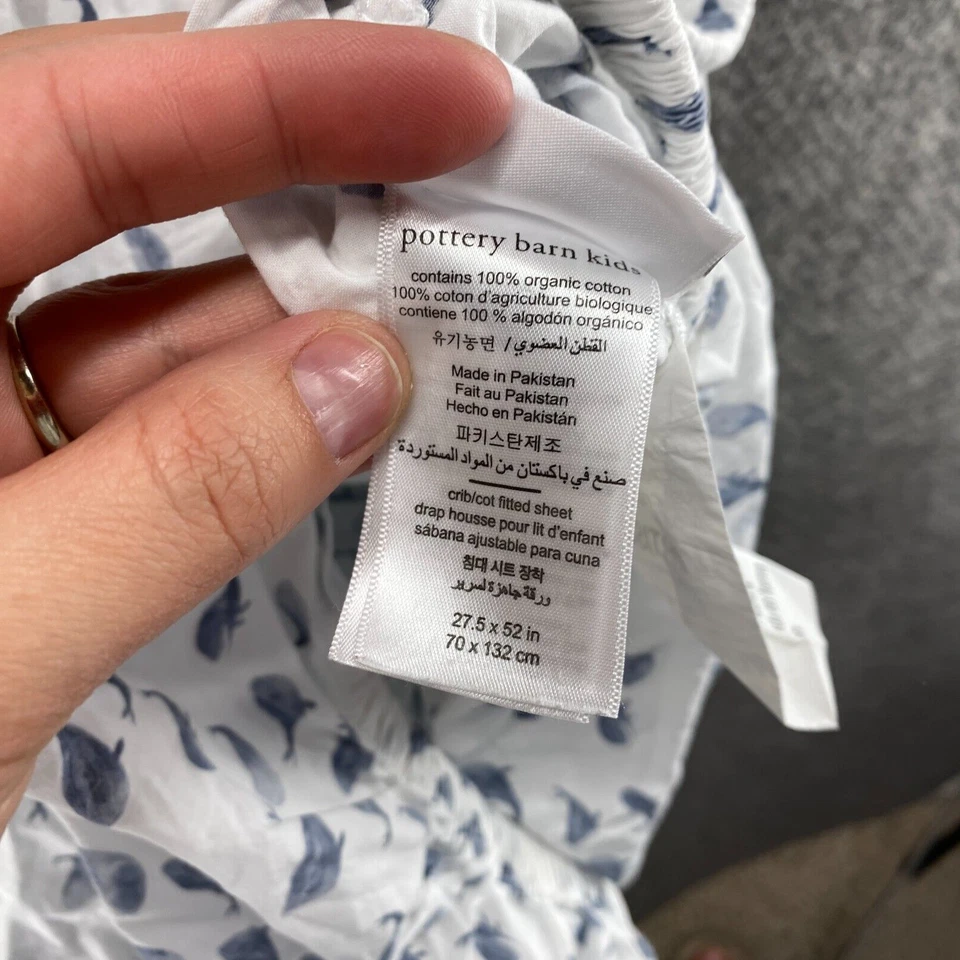 pottery barn kids
contains 100% organic cotton
100% coton d'agriculture biologique
contiene 100 % algodón orgánico
유기농면 / القطن العضوي
Made in Pakistan
Fait au Pakistan
Hecho en Pakistán
파키스탄제조
صنع في باكستان من المواد المستوردة
crib/cot fitted sheet
drap housse pour lit d'enfant
sábana ajustable para cuna
침대 시트 장착
ورقة جاهزة لسرير
27.5 x 52 in
70 x 132 cm